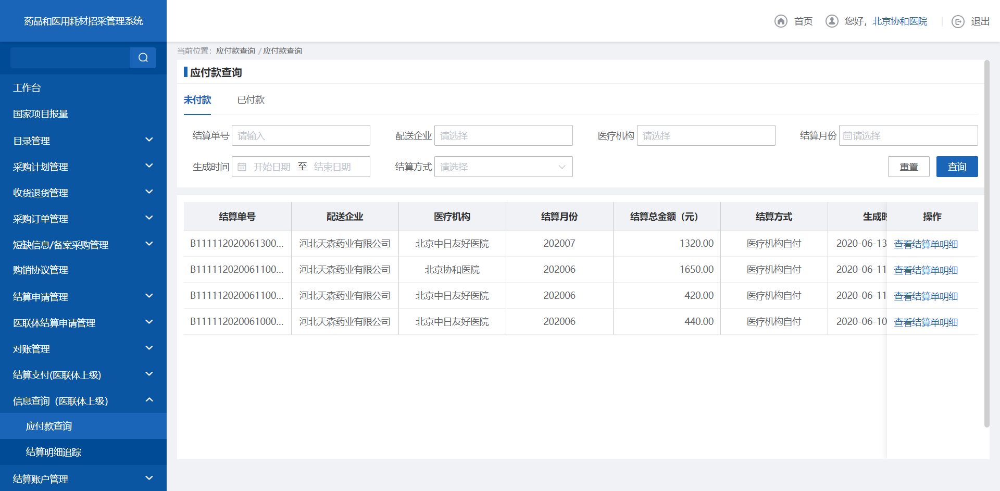 药品和医用耗材招采管理系统
首页
您好，北京协和医院
退出
当前位置：应付款查询 / 应付款查询
工作台
国家项目报量
目录管理
采购计划管理
收货退货管理
采购订单管理
短缺信息/备案采购管理
购销协议管理
结算申请管理
医联体结算申请管理
对账管理
结算支付(医联体上级)
信息查询（医联体上级）
应付款查询
结算明细追踪
结算账户管理
应付款查询
未付款 已付款
结算单号 请输入 配送企业 请选择 医疗机构 请选择 结算月份 请选择
生成时间 开始日期 至 结束日期 结算方式 请选择 重置 查询
结算单号 配送企业 医疗机构 结算月份 结算总金额（元） 结算方式 生成时 操作
B111112020061300... 河北天森药业有限公司 北京中日友好医院 202007 1320.00 医疗机构自付 2020-06-13 查看结算单明细
B111112020061100... 河北天森药业有限公司 北京协和医院 202006 1650.00 医疗机构自付 2020-06-11 查看结算单明细
B111112020061100... 河北天森药业有限公司 北京中日友好医院 202006 420.00 医疗机构自付 2020-06-11 查看结算单明细
B111112020061000... 河北天森药业有限公司 北京中日友好医院 202006 440.00 医疗机构自付 2020-06-10 查看结算单明细